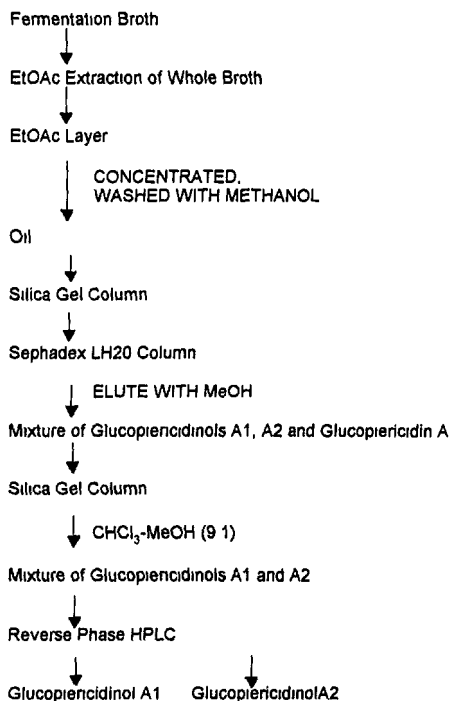 Fermentation Broth
EtOAc Extraction of Whole Broth
EtOAc Layer
CONCENTRATED,
WASHED WITH METHANOL
Oil
Silica Gel Column
Sephadex LH20 Column
ELUTE WITH MeOH
Mixture of Glucopiericidinols A1, A2 and Glucopiericidin A
Silica Gel Column
CHCl₃-MeOH (9 1)
Mixture of Glucopiericidinols A1 and A2
Reverse Phase HPLC
Glucopiericidinol A1 GlucopiericidinolA2